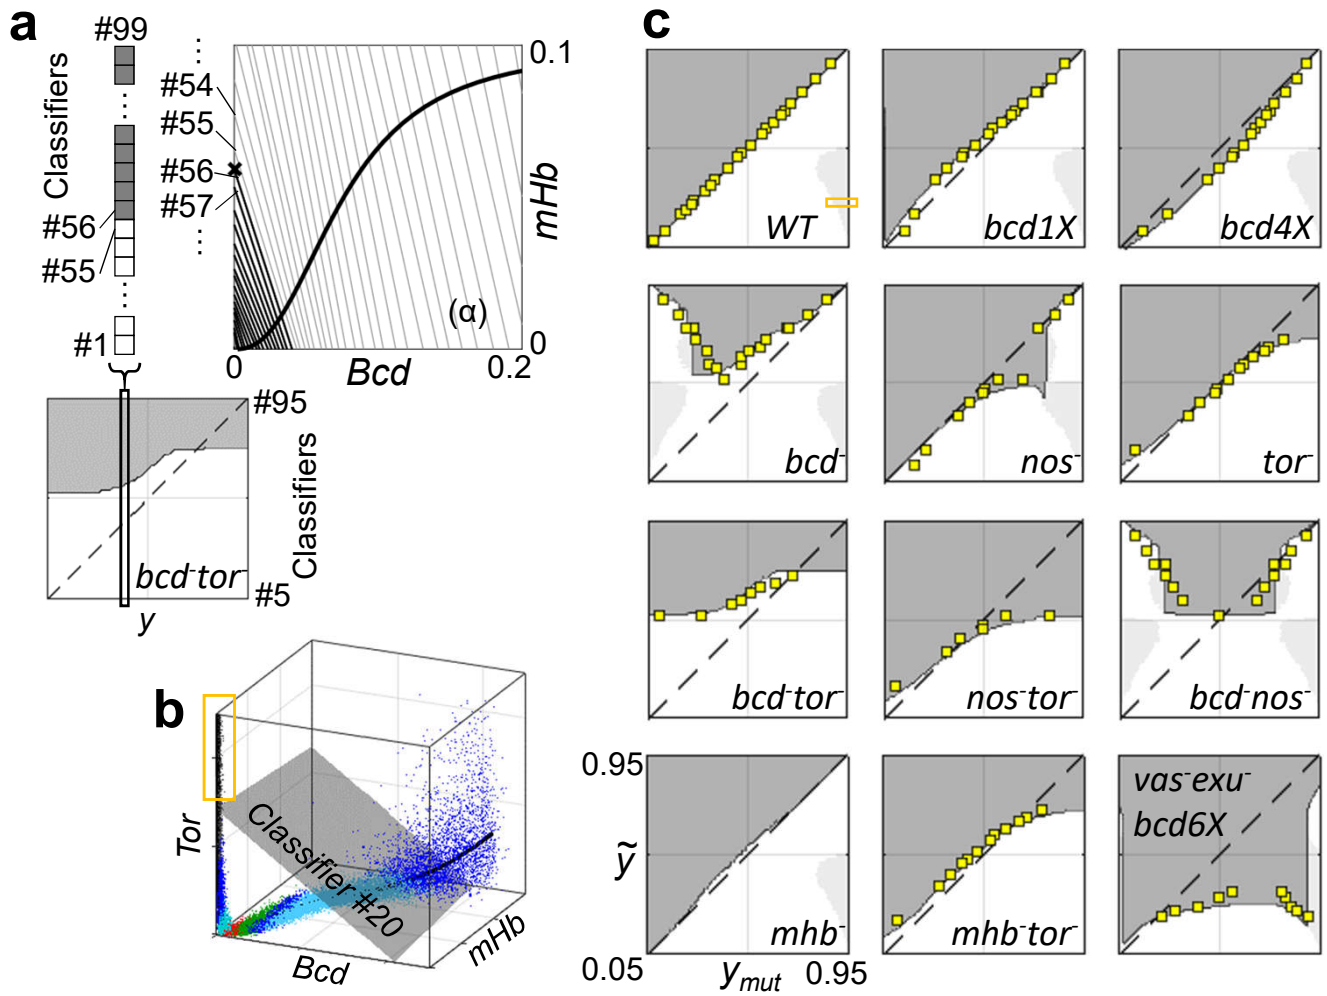 a
#99
Classifiers
#56
#55
#1
#54
#55
#56
#57
0.1
mHb
(α)
0
0
Bcd
0.2
#95
Classifiers
bcd⁻tor⁻
#5
y
b
Tor
Classifier #20
Bcd
mHb
c
WT
bcd1X
bcd4X
bcd⁻
nos⁻
tor⁻
bcd⁻tor⁻
nos⁻tor⁻
bcd⁻nos⁻
0.95
ỹ
mhb⁻
mhb⁻tor⁻
vas⁻exu⁻
bcd6X
0.05
y_mut
0.95